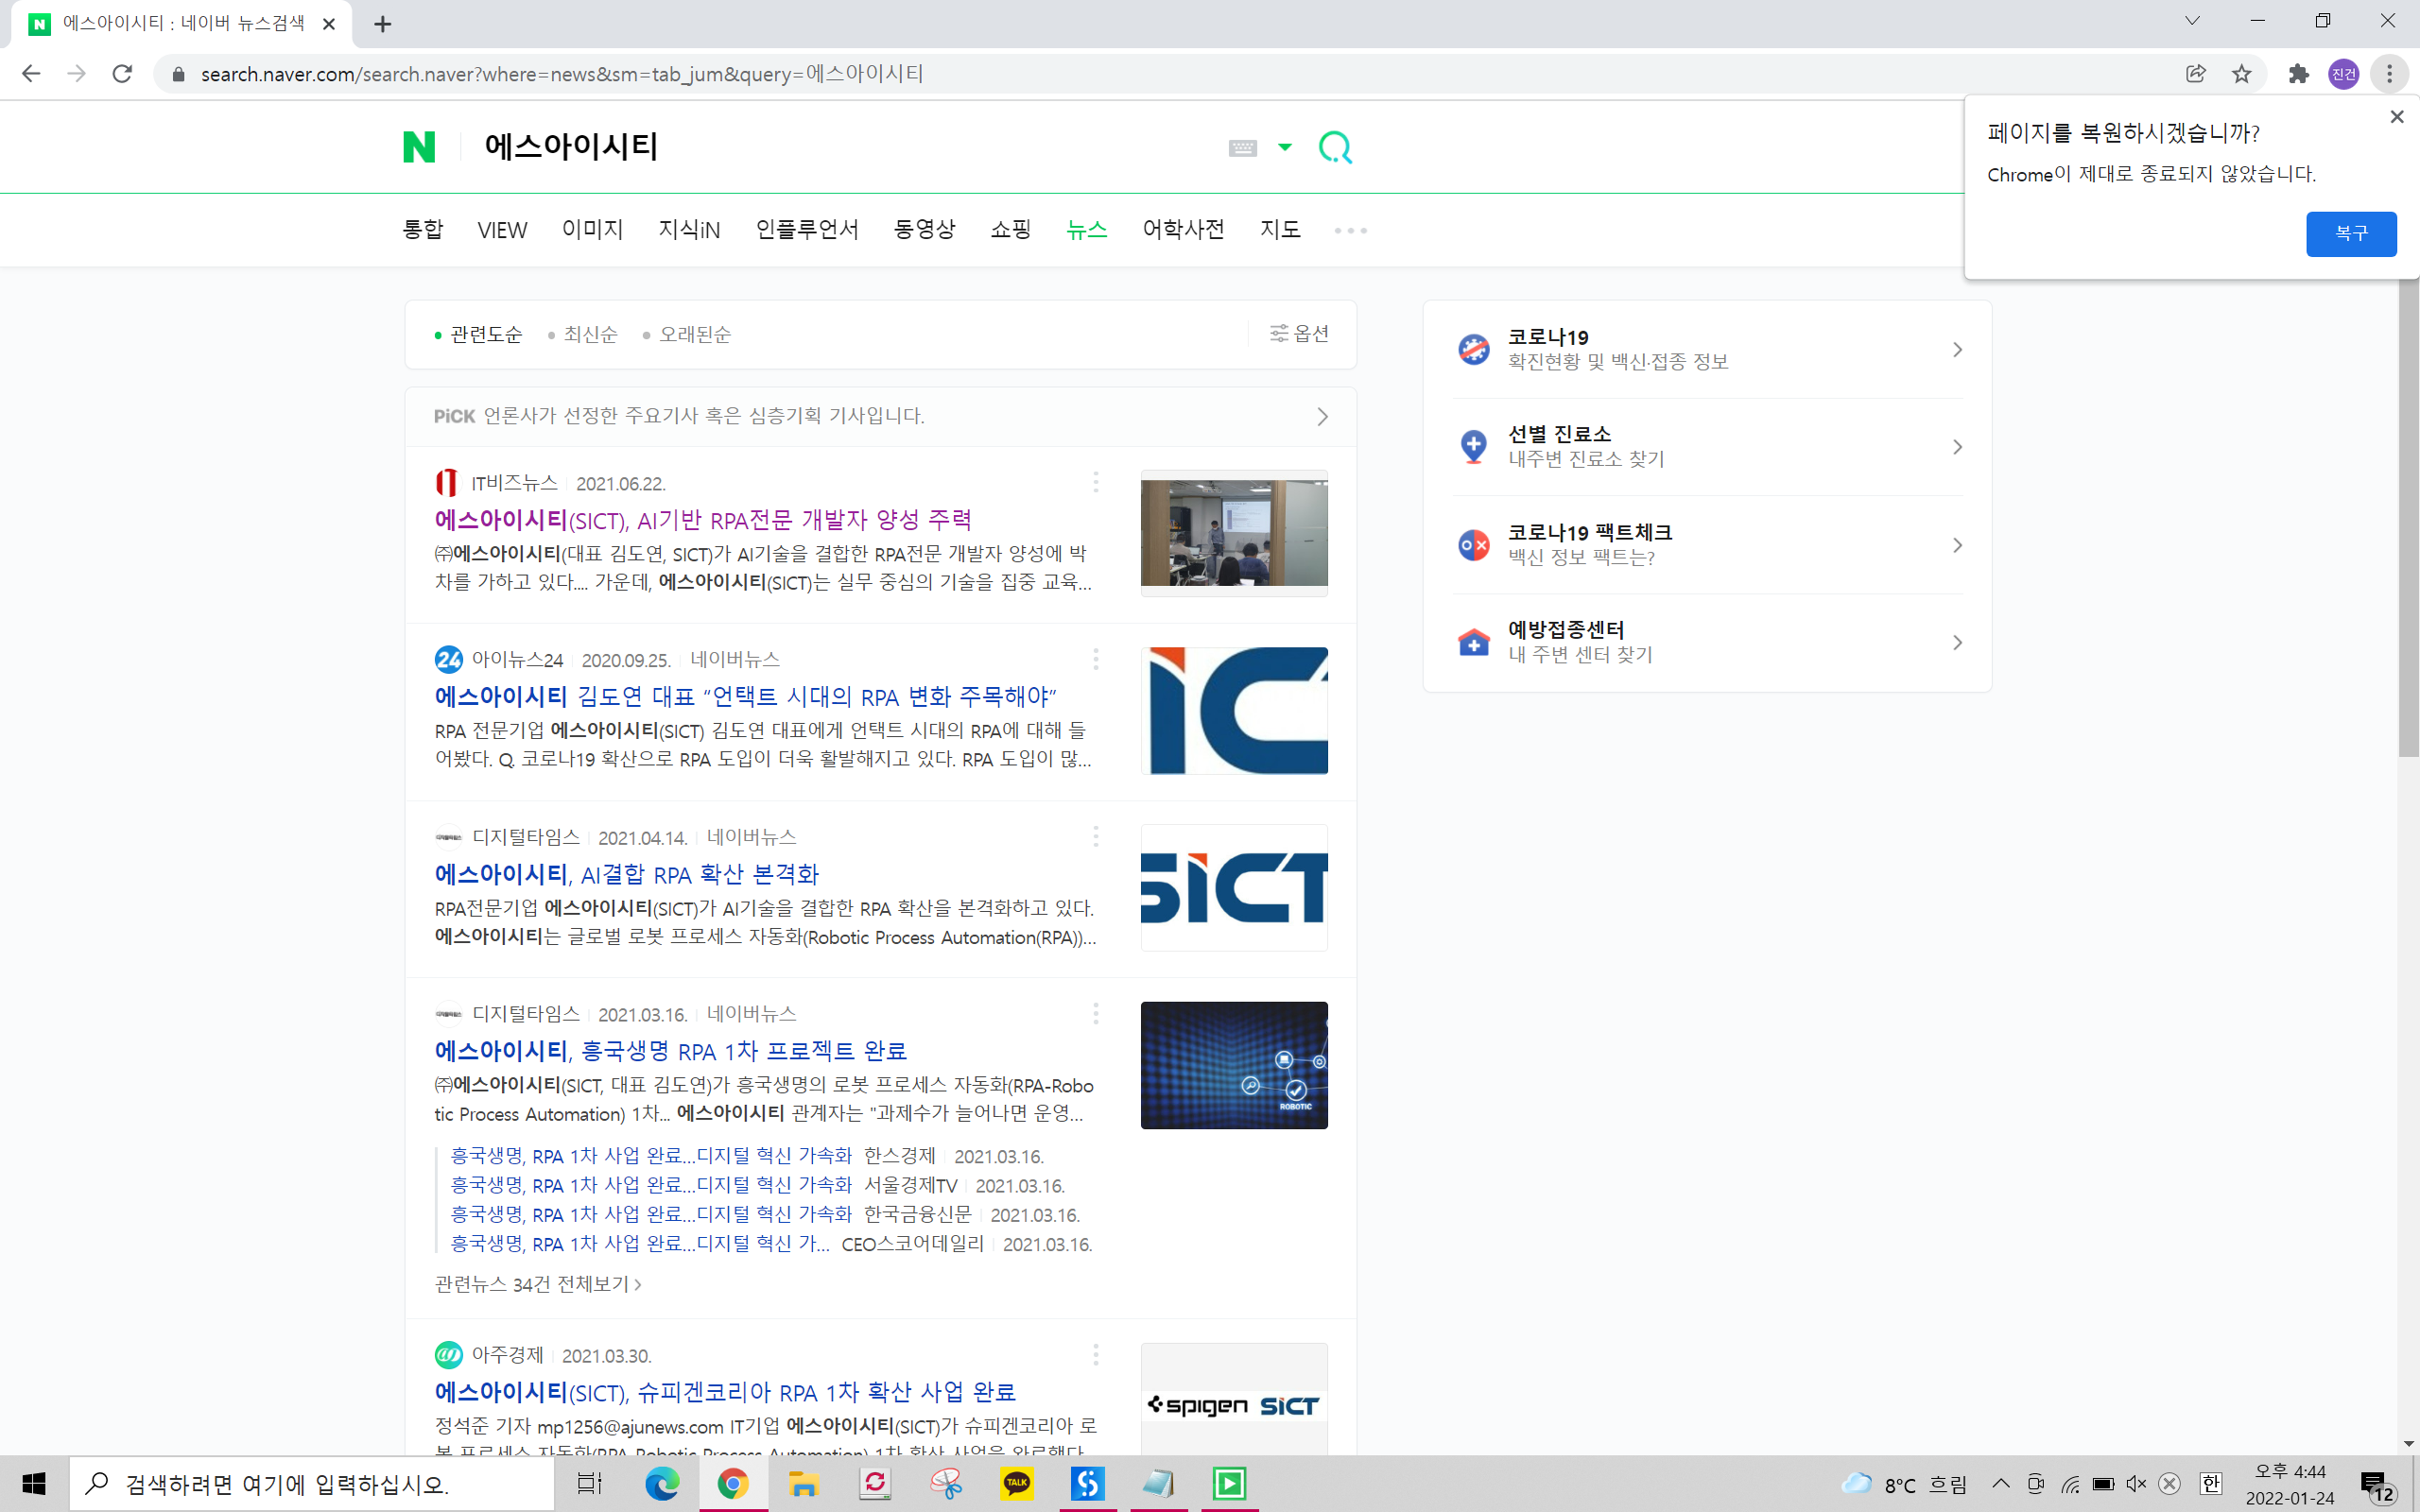 에스아이시티 : 네이버 뉴스검색
search.naver.com/search.naver?where=news&sm=tab_jum&query=에스아이시티
진건
페이지를 복원하시겠습니까?
Chrome이 제대로 종료되지 않았습니다.
복구
N 에스아이시티
통합 VIEW 이미지 지식iN 인플루언서 동영상 쇼핑 뉴스 어학사전 지도
관련도순 최신순 오래된순 옵션
PiCK 언론사가 선정한 주요기사 혹은 심층기획 기사입니다.
IT비즈뉴스 2021.06.22.
에스아이시티(SICT), AI기반 RPA전문 개발자 양성 주력
㈜에스아이시티(대표 김도연, SICT)가 AI기술을 결합한 RPA전문 개발자 양성에 박
차를 가하고 있다.... 가운데, 에스아이시티(SICT)는 실무 중심의 기술을 집중 교육...
24 아이뉴스24 2020.09.25. 네이버뉴스
에스아이시티 김도연 대표 “언택트 시대의 RPA 변화 주목해야”
RPA 전문기업 에스아이시티(SICT) 김도연 대표에게 언택트 시대의 RPA에 대해 들
어봤다. Q. 코로나19 확산으로 RPA 도입이 더욱 활발해지고 있다. RPA 도입이 많...
iC
디지털타임스 2021.04.14. 네이버뉴스
에스아이시티, AI결합 RPA 확산 본격화
RPA전문기업 에스아이시티(SICT)가 AI기술을 결합한 RPA 확산을 본격화하고 있다.
에스아이시티는 글로벌 로봇 프로세스 자동화(Robotic Process Automation(RPA))...
SiCT
디지털타임스 2021.03.16. 네이버뉴스
에스아이시티, 흥국생명 RPA 1차 프로젝트 완료
㈜에스아이시티(SICT, 대표 김도연)가 흥국생명의 로봇 프로세스 자동화(RPA-Robo
tic Process Automation) 1차... 에스아이시티 관계자는 "과제수가 늘어나면 운영...
ROBOTIC
흥국생명, RPA 1차 사업 완료...디지털 혁신 가속화 한스경제 2021.03.16.
흥국생명, RPA 1차 사업 완료...디지털 혁신 가속화 서울경제TV 2021.03.16.
흥국생명, RPA 1차 사업 완료...디지털 혁신 가속화 한국금융신문 2021.03.16.
흥국생명, RPA 1차 사업 완료...디지털 혁신 가... CEO스코어데일리 2021.03.16.
관련뉴스 34건 전체보기
아주경제 2021.03.30.
에스아이시티(SICT), 슈피겐코리아 RPA 1차 확산 사업 완료
정석준 기자 mp1256@ajunews.com IT기업 에스아이시티(SICT)가 슈피겐코리아 로
봇 프로세스 자동화(RPA-Robotic Process Automation) 1차 확산 사업을 완료했다
spigen SiCT
코로나19
확진현황 및 백신·접종 정보
선별 진료소
내주변 진료소 찾기
코로나19 팩트체크
백신 정보 팩트는?
예방접종센터
내 주변 센터 찾기
검색하려면 여기에 입력하십시오.
TALK
8°C 흐림
한
오후 4:44
2022-01-24
12